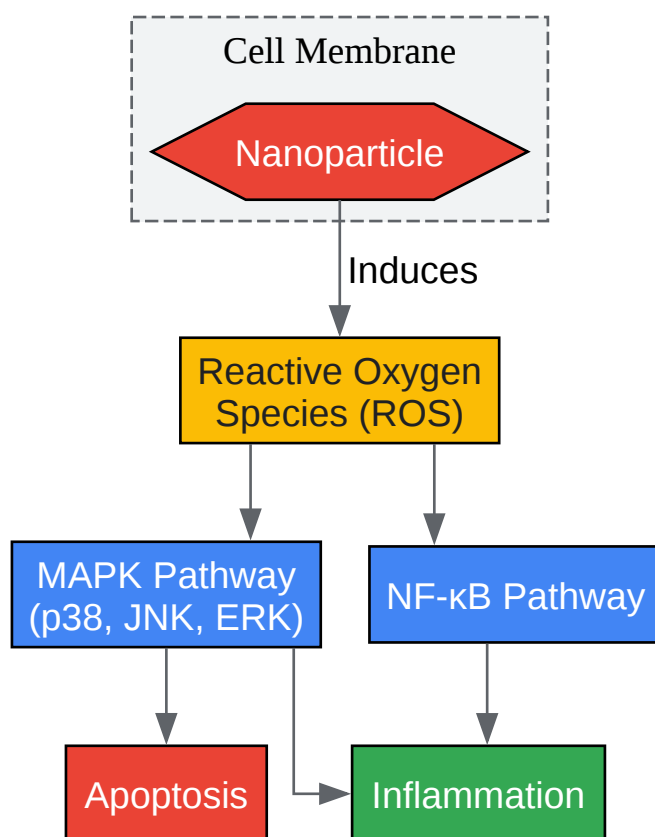 Cell Membrane
Nanoparticle
Induces
Reactive Oxygen
Species (ROS)
MAPK Pathway
(p38, JNK, ERK)
NF-κB Pathway
Apoptosis
Inflammation